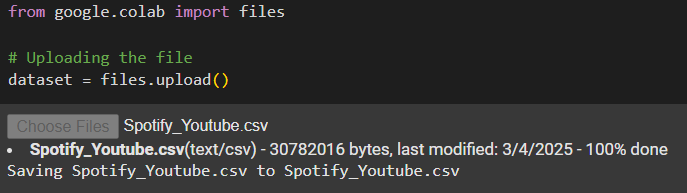 from google.colab import files
# Uploading the file
dataset = files.upload()
Choose Files Spotify_Youtube.csv
• Spotify_Youtube.csv(text/csv) - 30782016 bytes, last modified: 3/4/2025 - 100% done
Saving Spotify_Youtube.csv to Spotify_Youtube.csv